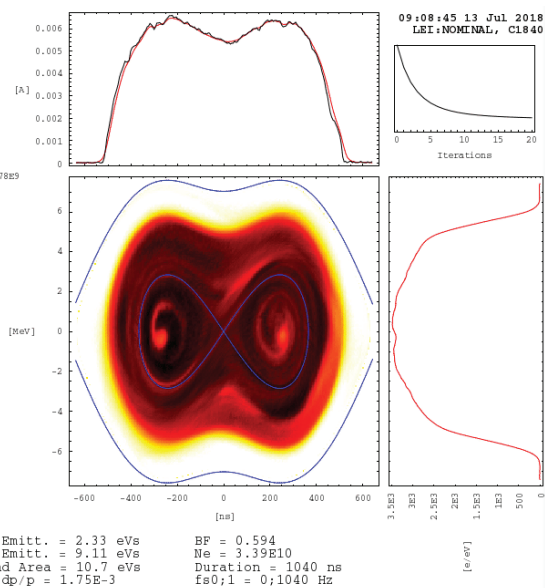 09:08:45 13 Jul 2018
LEI:NOMINAL, C1840
0.006
0.005
0.004
[A]
0.003
0.002
0.001
0
0 5 10 15 20
Iterations
78E9
6
4
2
[MeV]
0
-2
-4
-6
-600 -400 -200 0 200 400 600
[ns]
3.5E3 3E3 2.5E3 2E3 1.5E3 1E3 500 0
[e/eV]
Emitt. = 2.33 eVs BF = 0.594
Emitt. = 9.11 eVs Ne = 3.39E10
d Area = 10.7 eVs Duration = 1040 ns
dp/p = 1.75E-3 fs0;1 = 0;1040 Hz